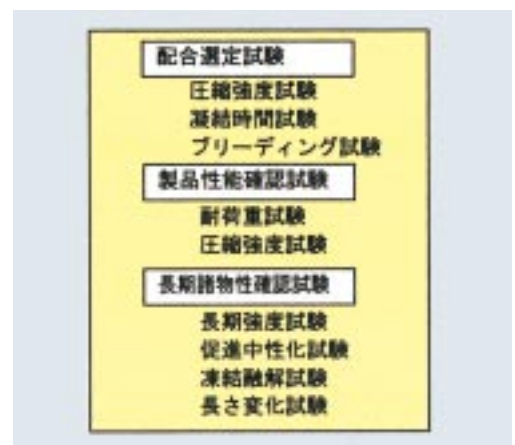 配合選定試験
圧縮強度試験
凝結時間試験
ブリーディング試験
製品性能確認試験
耐荷重試験
圧縮強度試験
長期諸物性確認試験
長期強度試験
促進中性化試験
凍結融解試験
長さ変化試験